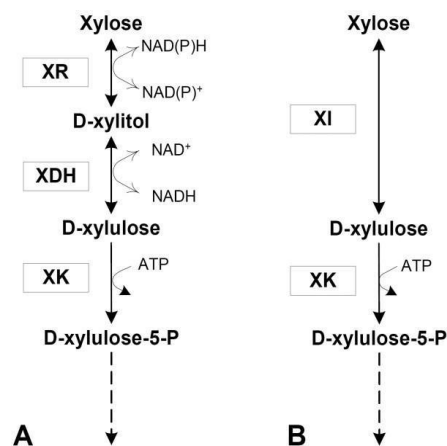 Xylose
XR
NAD(P)H
NAD(P)+
D-xylitol
XDH
NAD+
NADH
D-xylulose
XK
ATP
D-xylulose-5-P
A
Xylose
XI
D-xylulose
XK
ATP
D-xylulose-5-P
B